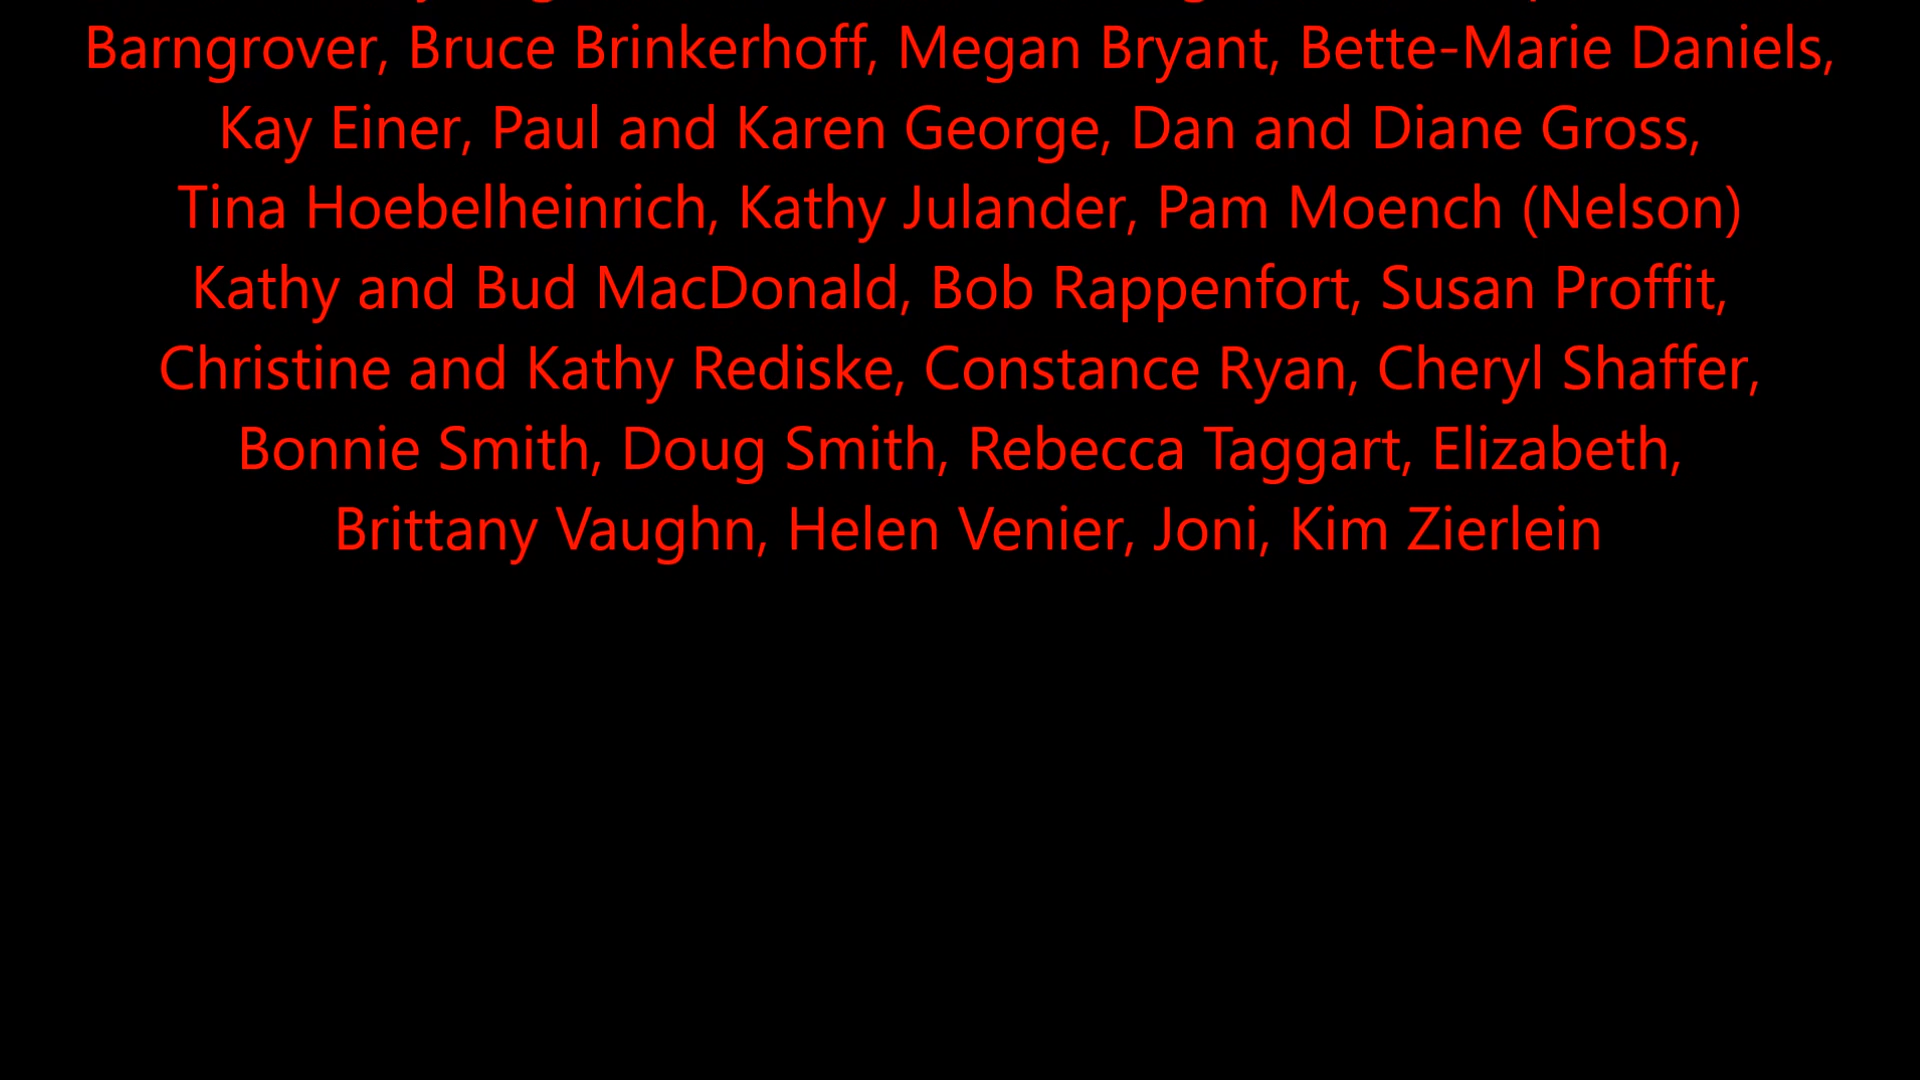 Barngrover, Bruce Brinkerhoff, Megan Bryant, Bette-Marie Daniels,
Kay Einer, Paul and Karen George, Dan and Diane Gross,
Tina Hoebelheinrich, Kathy Julander, Pam Moench (Nelson)
Kathy and Bud MacDonald, Bob Rappenfort, Susan Proffit,
Christine and Kathy Rediske, Constance Ryan, Cheryl Shaffer,
Bonnie Smith, Doug Smith, Rebecca Taggart, Elizabeth,
Brittany Vaughn, Helen Venier, Joni, Kim Zierlein